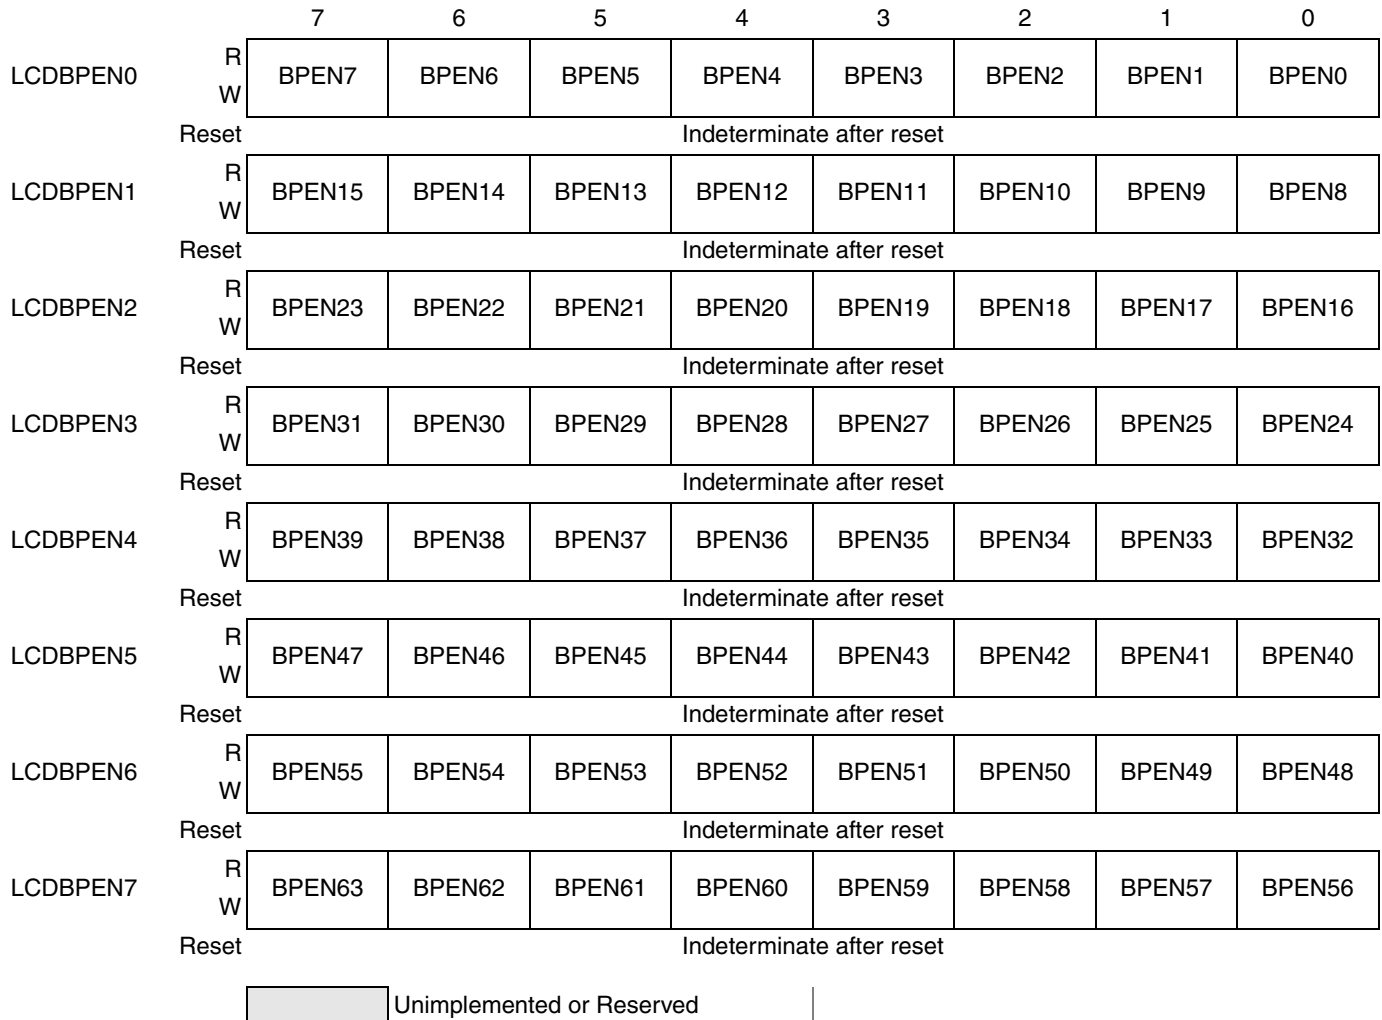 7 6 5 4 3 2 1 0
LCDBPEN0 R W BPEN7 BPEN6 BPEN5 BPEN4 BPEN3 BPEN2 BPEN1 BPEN0
Reset Indeterminate after reset
LCDBPEN1 R W BPEN15 BPEN14 BPEN13 BPEN12 BPEN11 BPEN10 BPEN9 BPEN8
Reset Indeterminate after reset
LCDBPEN2 R W BPEN23 BPEN22 BPEN21 BPEN20 BPEN19 BPEN18 BPEN17 BPEN16
Reset Indeterminate after reset
LCDBPEN3 R W BPEN31 BPEN30 BPEN29 BPEN28 BPEN27 BPEN26 BPEN25 BPEN24
Reset Indeterminate after reset
LCDBPEN4 R W BPEN39 BPEN38 BPEN37 BPEN36 BPEN35 BPEN34 BPEN33 BPEN32
Reset Indeterminate after reset
LCDBPEN5 R W BPEN47 BPEN46 BPEN45 BPEN44 BPEN43 BPEN42 BPEN41 BPEN40
Reset Indeterminate after reset
LCDBPEN6 R W BPEN55 BPEN54 BPEN53 BPEN52 BPEN51 BPEN50 BPEN49 BPEN48
Reset Indeterminate after reset
LCDBPEN7 R W BPEN63 BPEN62 BPEN61 BPEN60 BPEN59 BPEN58 BPEN57 BPEN56
Reset Indeterminate after reset
Unimplemented or Reserved